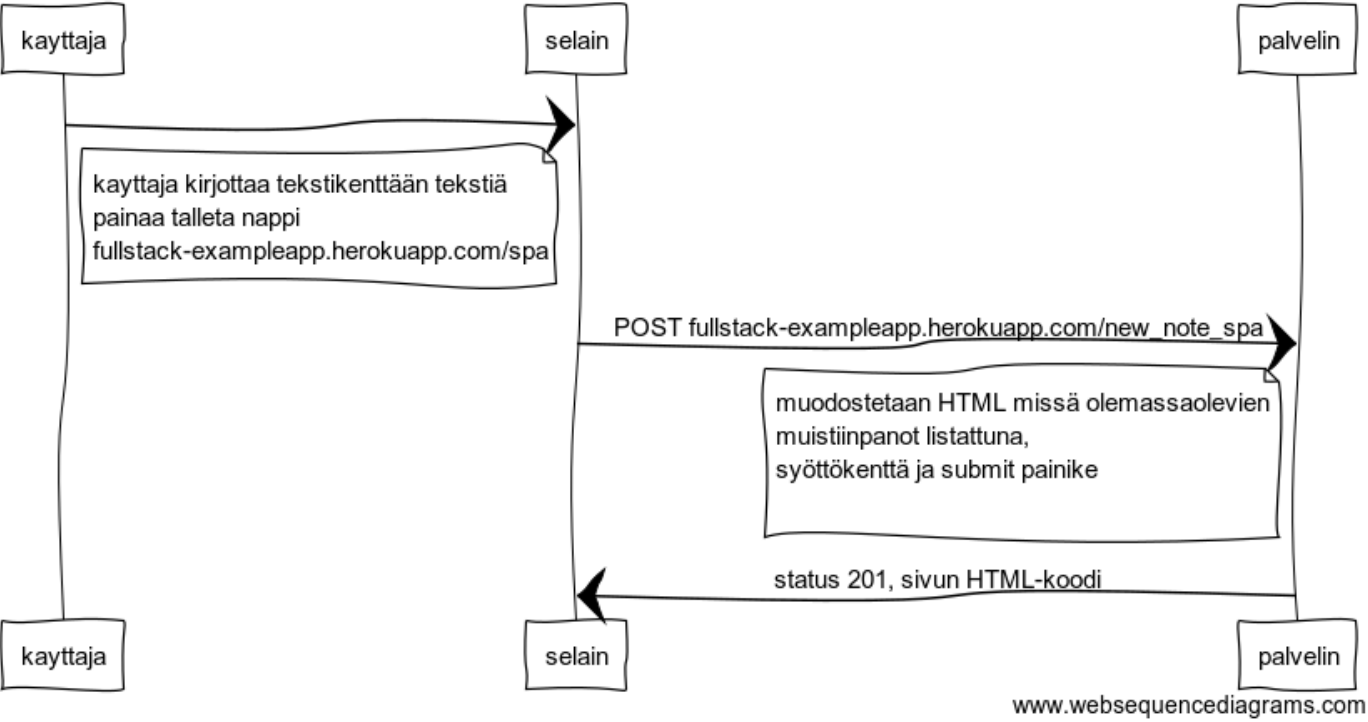 kayttaja
selain
palvelin
kayttaja kirjottaa tekstikenttään tekstiä
painaa talleta nappi
fullstack-exampleapp.herokuapp.com/spa
POST fullstack-exampleapp.herokuapp.com/new_note_spa
muodostetaan HTML missä olemassaolevien
muistiinpanot listattuna,
syöttökenttä ja submit painike
status 201, sivun HTML-koodi
kayttaja
selain
palvelin
www.websequencediagrams.com